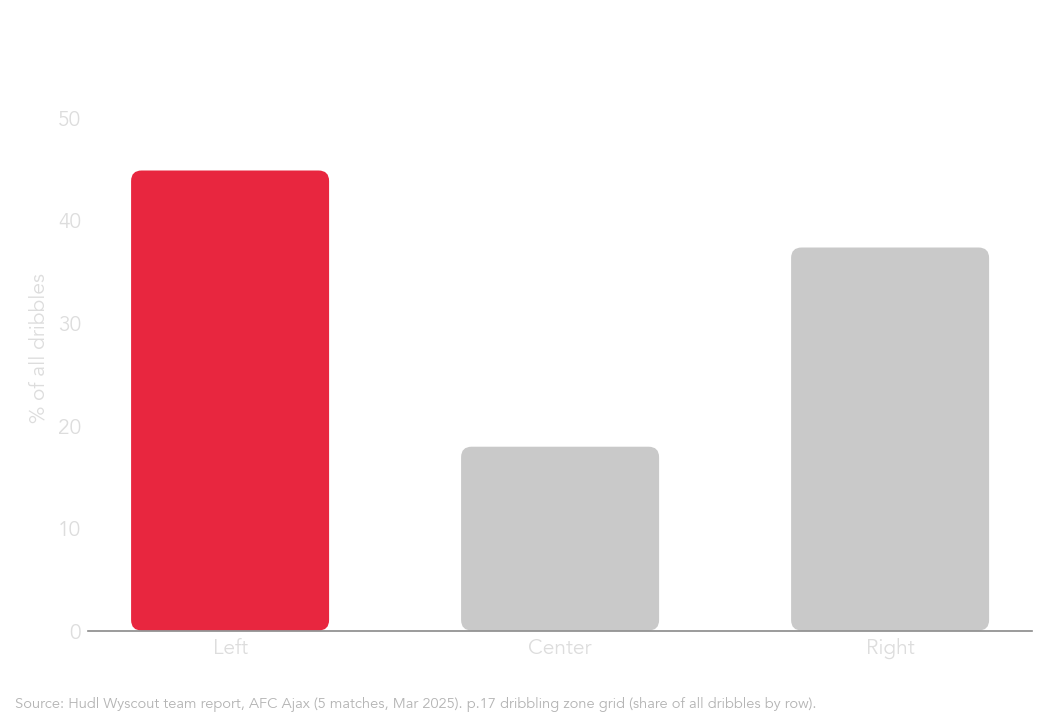 50
40
30
20
10
0
% of all dribbles
Left
Center
Right
Source: Hudl Wyscout team report, AFC Ajax (5 matches, Mar 2025). p.17 dribbling zone grid (share of all dribbles by row).